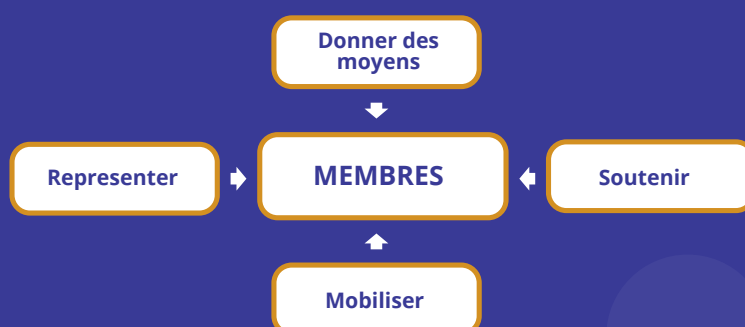 Donner des
moyens
Representer
MEMBRES
Soutenir
Mobiliser